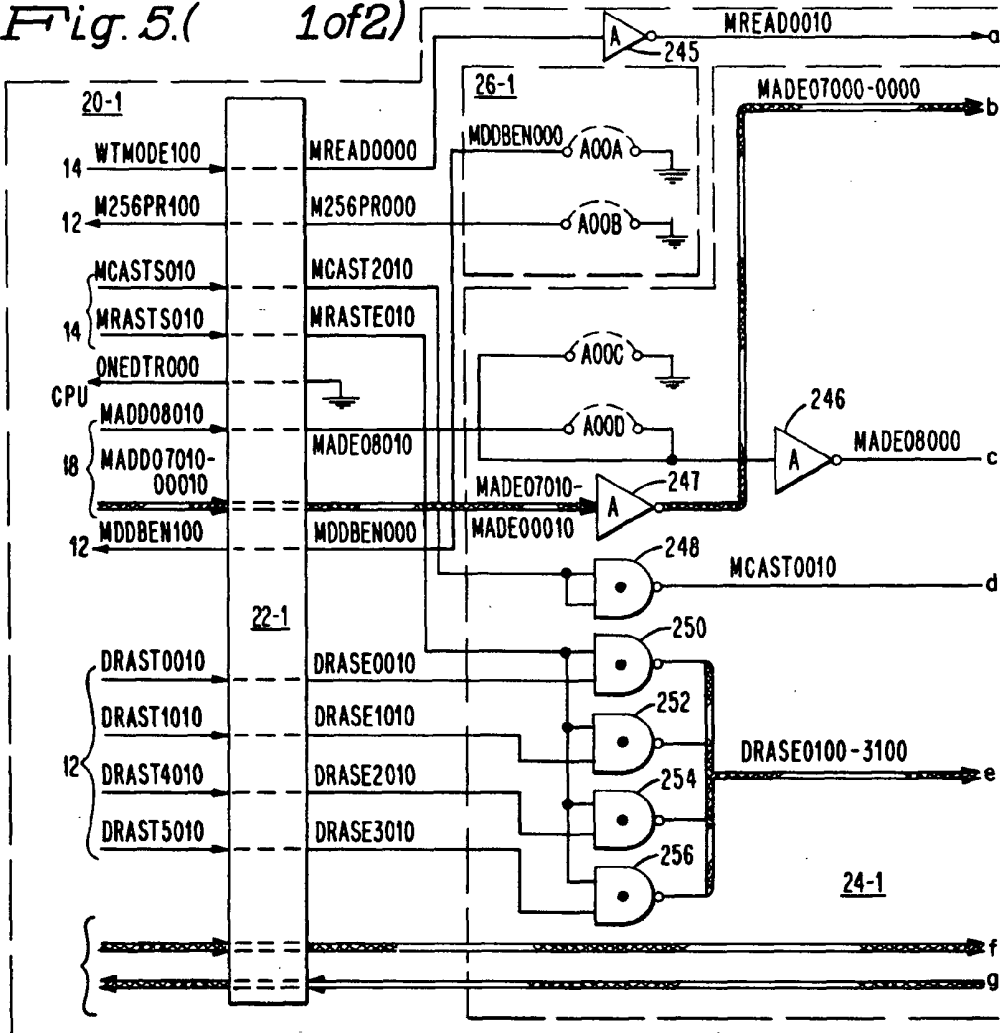 Fig. 5.( 1of2)
MREAD0010
a
A
245
20-1
26-1
MADE07000-0000
b
MDDBEN000
14 WTMODE100
MREAD0000
A00A
12 M256PR100
M256PR000
A00B
MCASTS010
MCAST2010
14
MRASTS010
MRASTE010
ONEDTR000
A00C
CPU
246
MADD08010
MADE08010
A00D
A
MADE08000
c
18
MADD07010-
00010
MADE07010-
MADE00010
A
247
12 MDDBEN100
MDDBEN000
248
MCAST0010
d
22-1
250
DRAST0010
DRASE0010
252
DRAST1010
DRASE1010
DRASE0100-3100
e
12
254
DRAST4010
DRASE2010
DRAST5010
DRASE3010
256
24-1
f
g